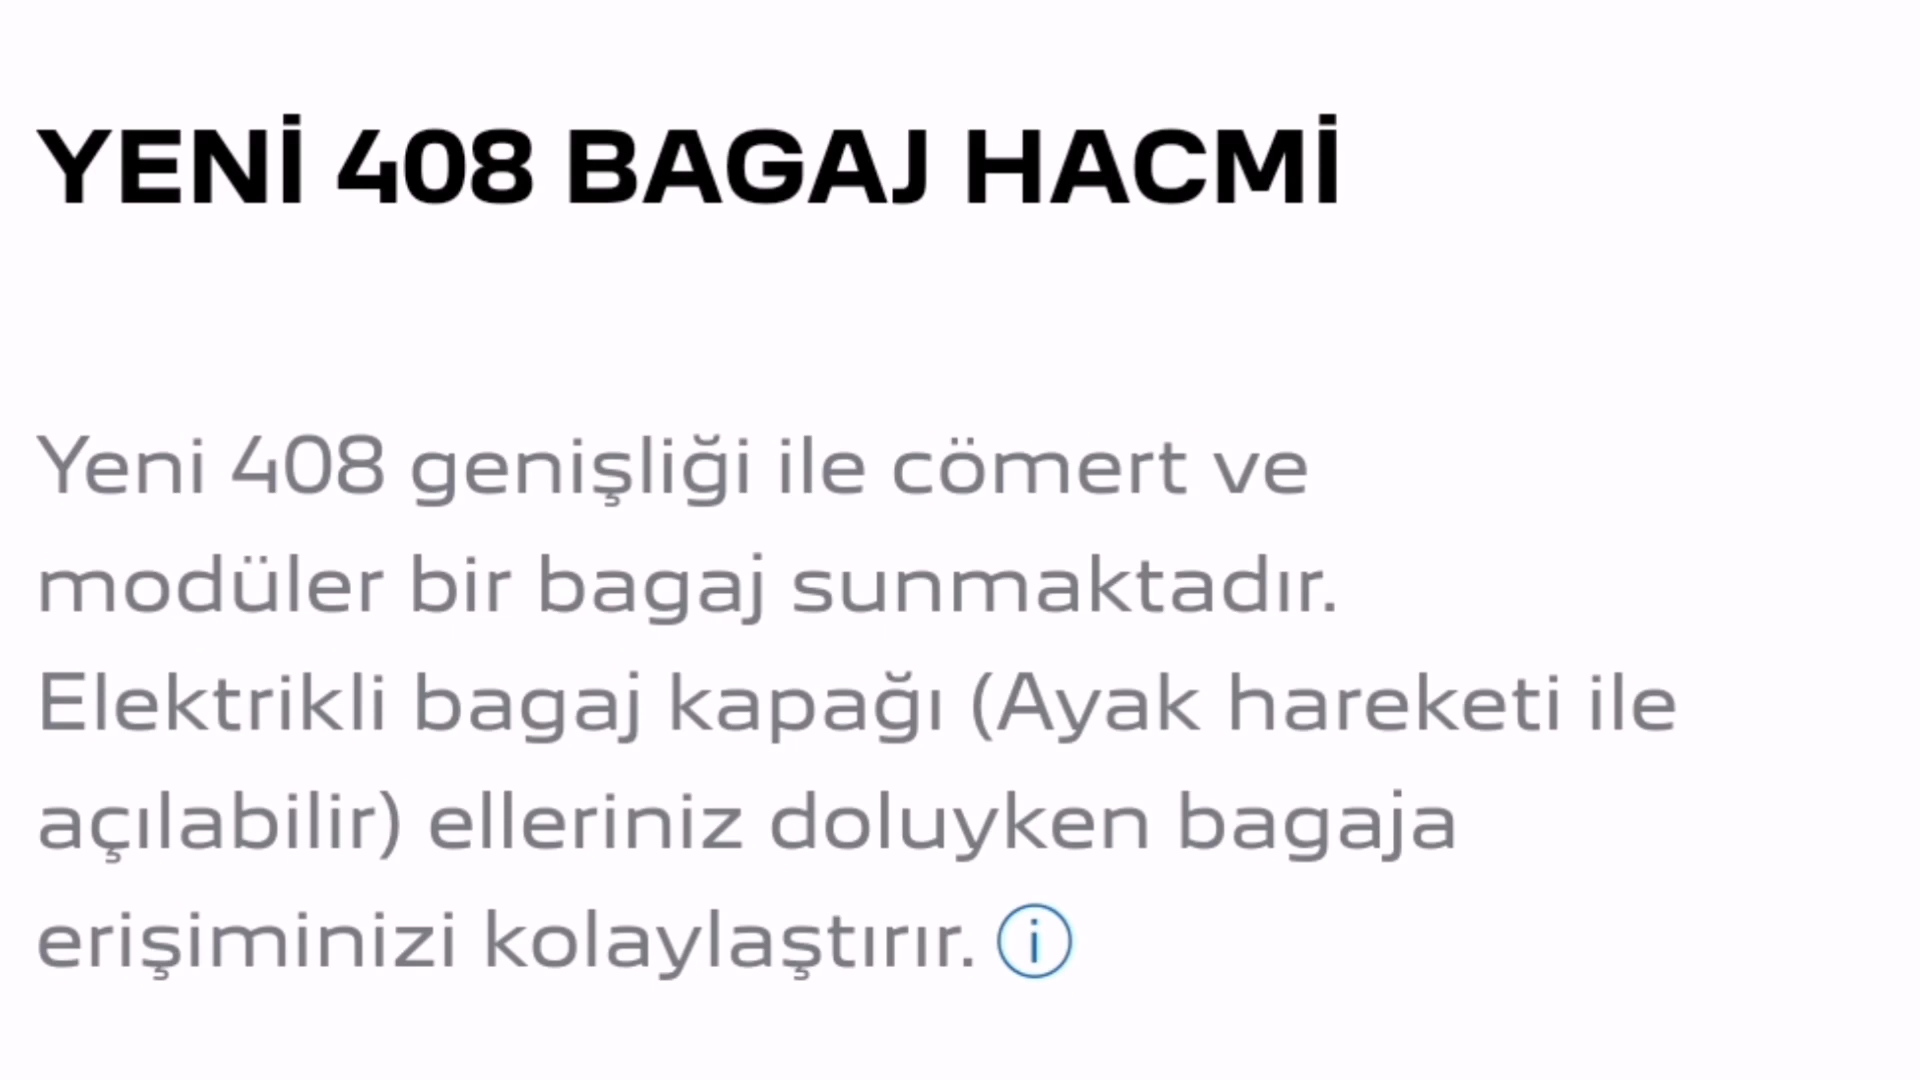 YENİ 408 BAGAJ HACMİ
Yeni 408 genişliği ile cömert ve
modüler bir bagaj sunmaktadır.
Elektrikli bagaj kapağı (Ayak hareketi ile
açılabilir) elleriniz doluyken bagaja
erişiminizi kolaylaştırır. i